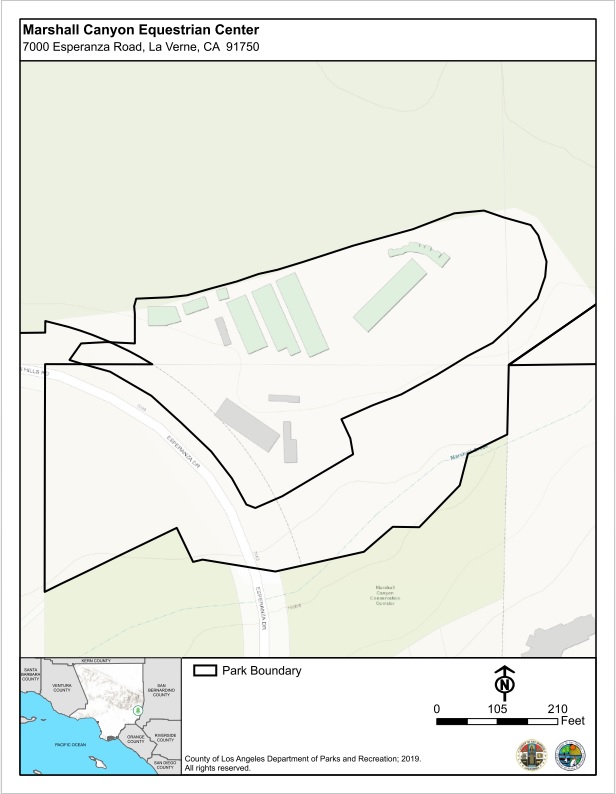 Marshall Canyon Equestrian Center
7000 Esperanza Road, La Verne, CA 91750
HILLS RD
ESPERANZA DR
ESPERANZA DR
Marshall
Canyon
Conservation
Corridor
KERN COUNTY
SANTA
BARBARA
COUNTY
VENTURA
COUNTY
SAN
BERNARDINO
COUNTY
ORANGE
COUNTY
RIVERSIDE
COUNTY
SAN DIEGO
COUNTY
PACIFIC OCEAN
Park Boundary
N
0 105 210
Feet
County of Los Angeles Department of Parks and Recreation; 2019.
All rights reserved.